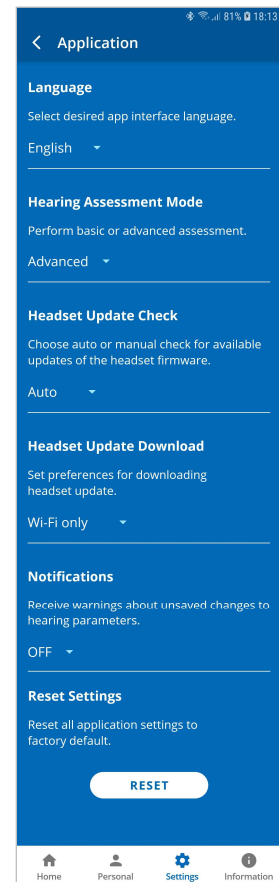 81% 18:13
Application
Language
Select desired app interface language.
English
Hearing Assessment Mode
Perform basic or advanced assessment.
Advanced
Headset Update Check
Choose auto or manual check for available
updates of the headset firmware.
Auto
Headset Update Download
Set preferences for downloading
headset update.
Wi-Fi only
Notifications
Receive warnings about unsaved changes to
hearing parameters.
OFF
Reset Settings
Reset all application settings to
factory default.
RESET
Home Personal Settings Information